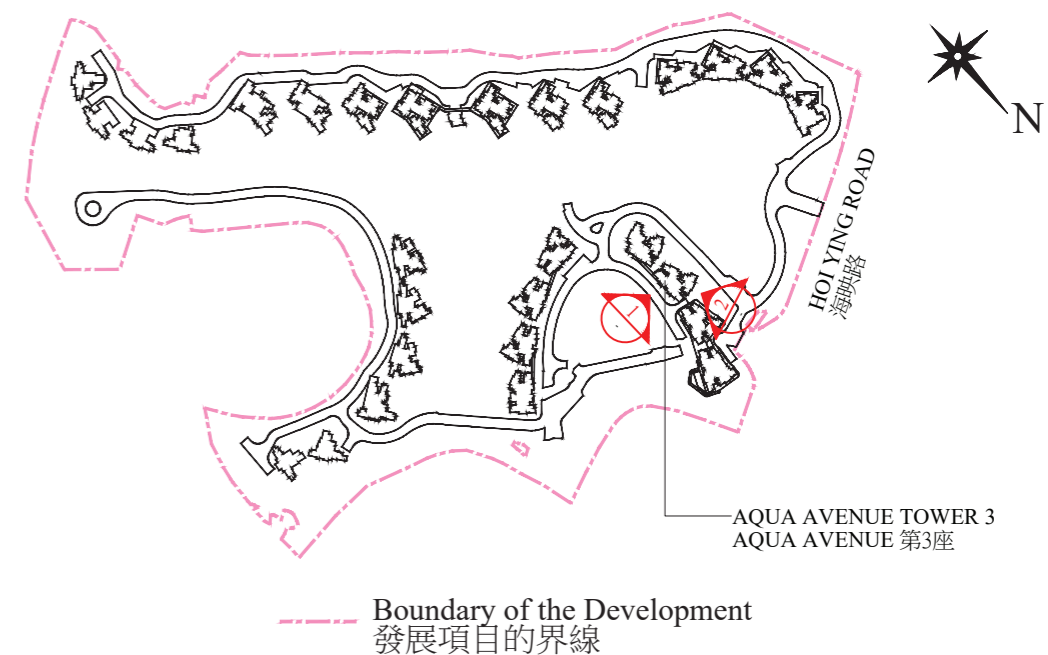 N
HOI YING ROAD
海映路
1
2
AQUA AVENUE TOWER 3
AQUA AVENUE 第3座
Boundary of the Development
發展項目的界線